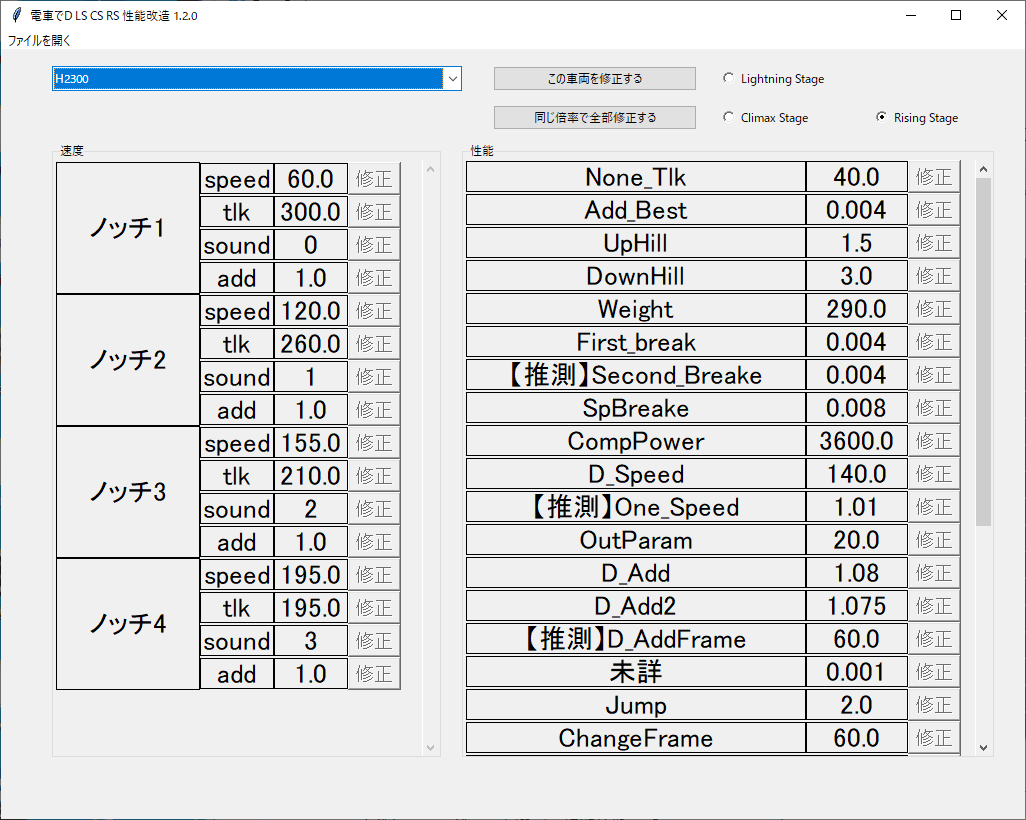 電車でD LS CS RS 性能改造 1.2.0
ファイルを開く
H2300
この車両を修正する
Lightning Stage
同じ倍率で全部修正する
Climax Stage
Rising Stage
速度
ノッチ1
speed 60.0 修正
tlk 300.0 修正
sound 0 修正
add 1.0 修正
ノッチ2
speed 120.0 修正
tlk 260.0 修正
sound 1 修正
add 1.0 修正
ノッチ3
speed 155.0 修正
tlk 210.0 修正
sound 2 修正
add 1.0 修正
ノッチ4
speed 195.0 修正
tlk 195.0 修正
sound 3 修正
add 1.0 修正
性能
None_Tlk 40.0 修正
Add_Best 0.004 修正
UpHill 1.5 修正
DownHill 3.0 修正
Weight 290.0 修正
First_break 0.004 修正
【推測】Second_Breake 0.004 修正
SpBreake 0.008 修正
CompPower 3600.0 修正
D_Speed 140.0 修正
【推測】One_Speed 1.01 修正
OutParam 20.0 修正
D_Add 1.08 修正
D_Add2 1.075 修正
【推測】D_AddFrame 60.0 修正
未詳 0.001 修正
Jump 2.0 修正
ChangeFrame 60.0 修正